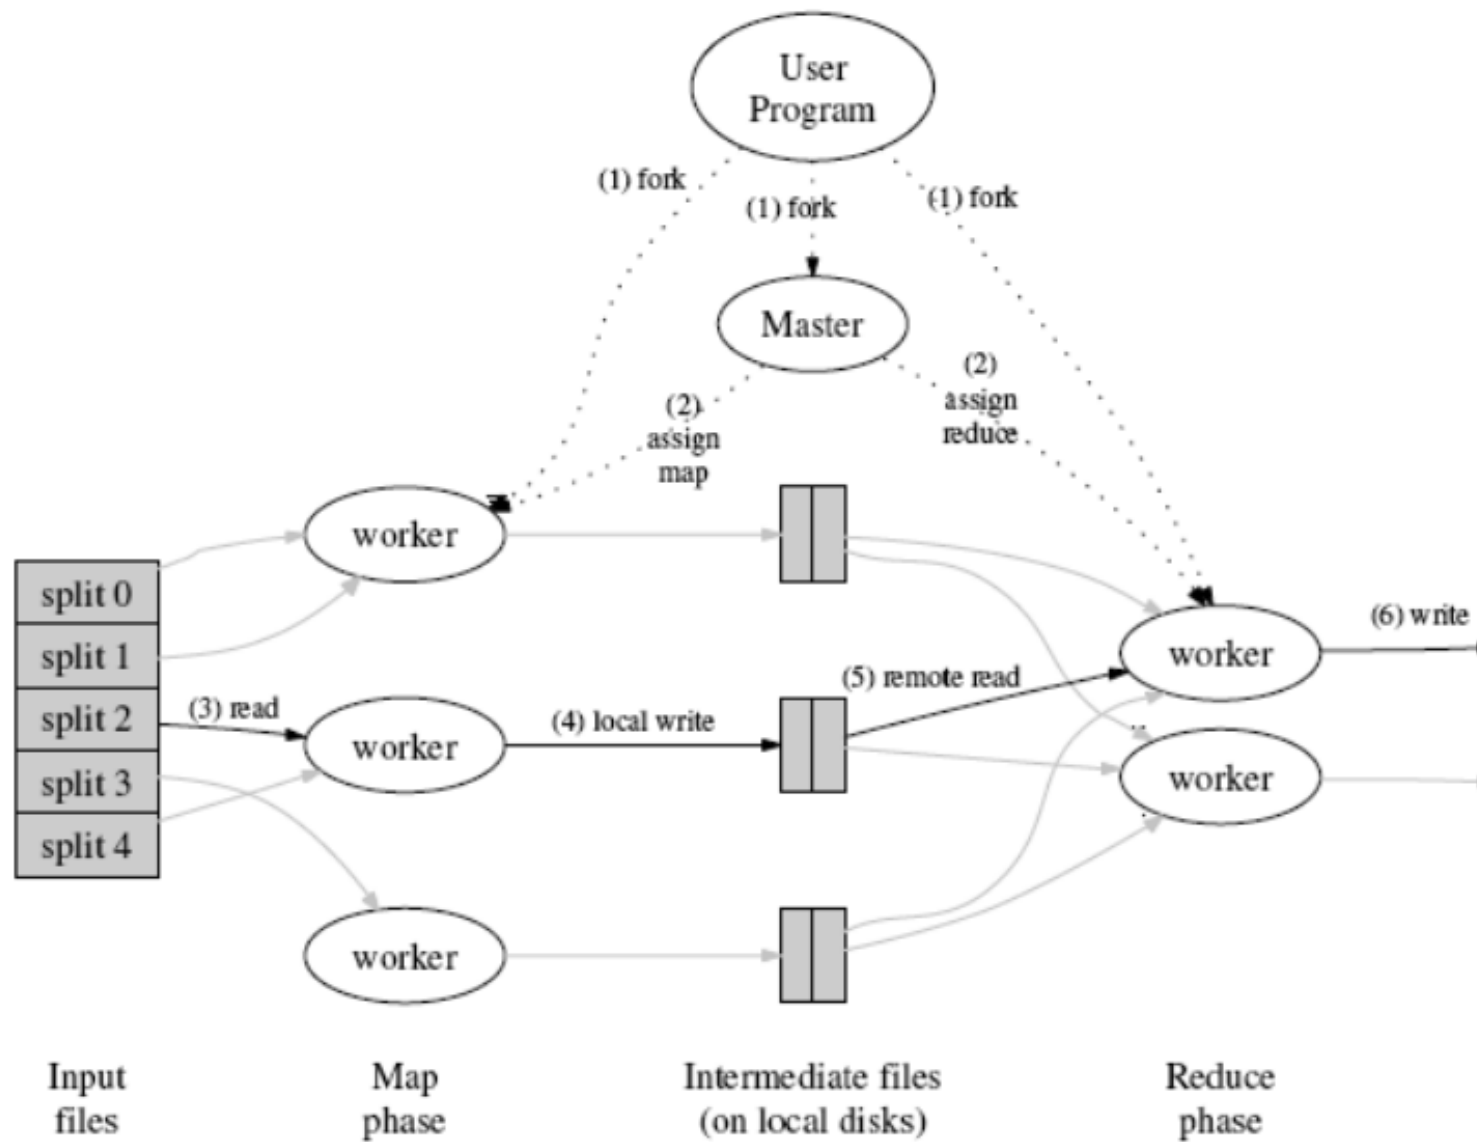 User
Program
(1) fork
(1) fork
(1) fork
Master
(2)
assign
map
(2)
assign
reduce
worker
split 0
split 1
split 2
split 3
split 4
(3) read
worker
(4) local write
(5) remote read
worker
(6) write
worker
worker
Input
files
Map
phase
Intermediate files
(on local disks)
Reduce
phase